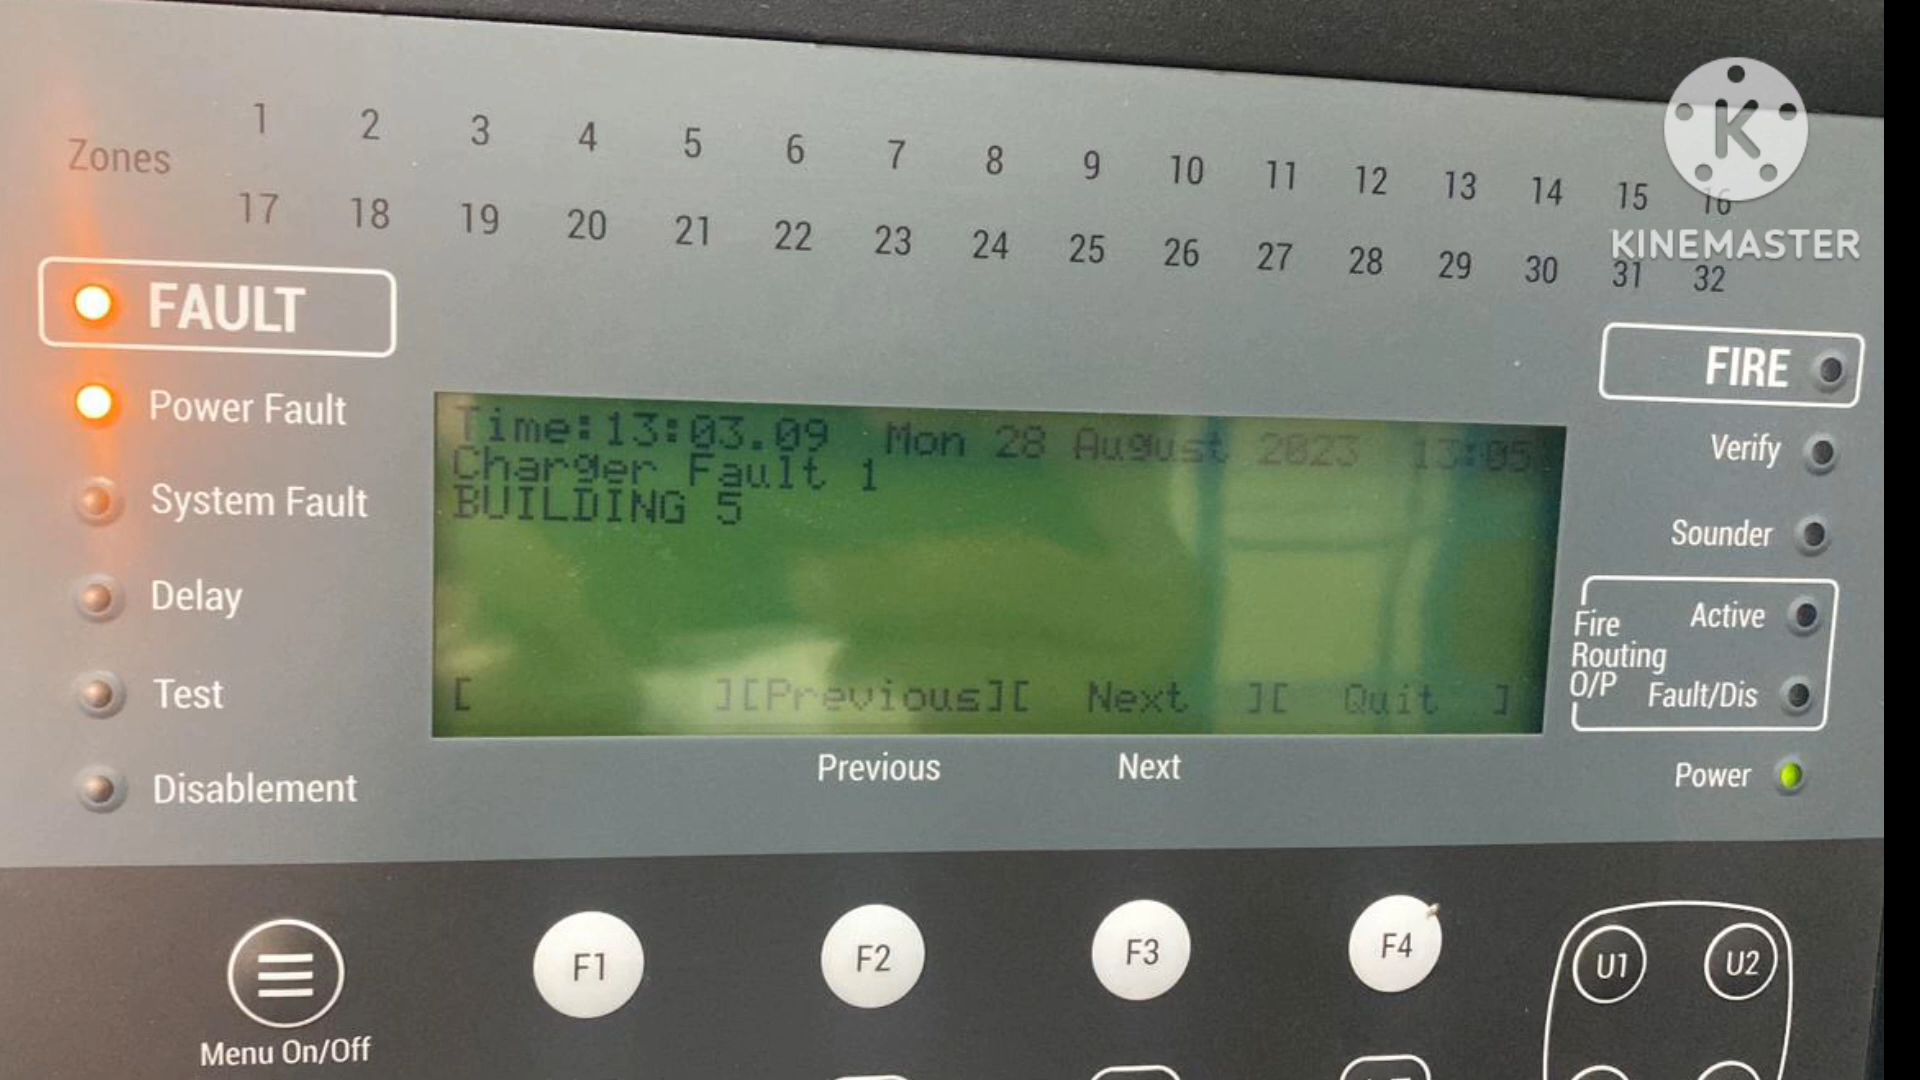 1 2 3 4 5 6 7 8 9 10 11 12 13 14 15 16
Zones
17 18 19 20 21 22 23 24 25 26 27 28 29 30 31 32
K
KINEMASTER
FAULT
Power Fault
System Fault
Delay
Test
Disablement
Time:13:03.09 Mon 28 August 2023 13:05
Charger Fault 1
BUILDING 5
[ ][Previous][ Next ][ Quit ]
Previous Next
FIRE
Verify
Sounder
Fire
Routing
O/P
Active
Fault/Dis
Power
F1 F2 F3 F4 U1 U2
Menu On/Off